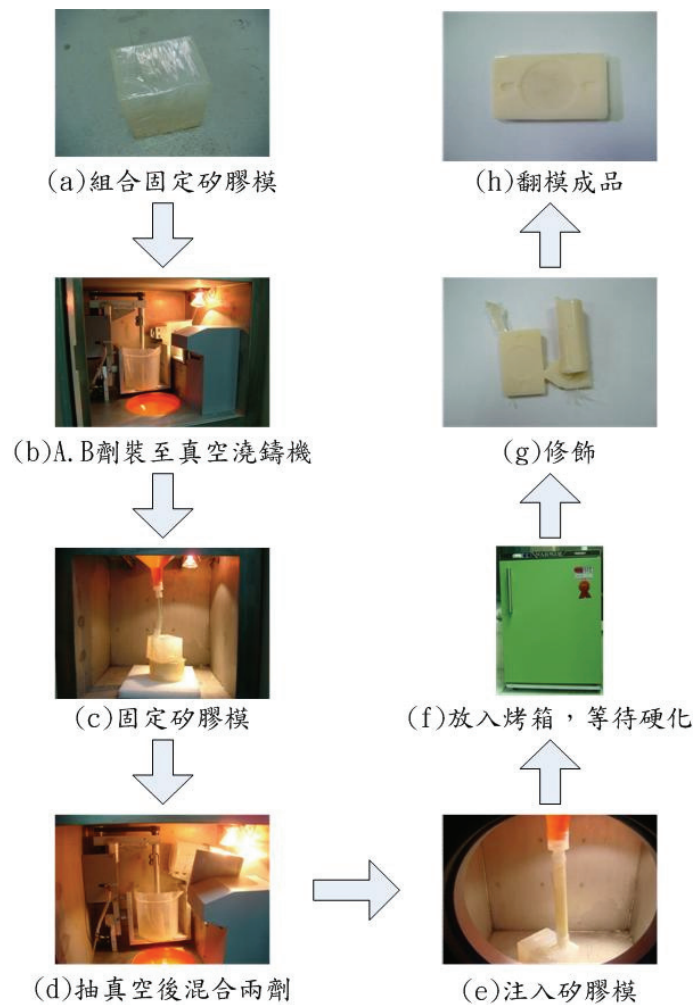 (a)組合固定矽膠模
(b)A.B劑裝至真空澆鑄機
(c)固定矽膠模
(d)抽真空後混合兩劑
(e)注入矽膠模
(f)放入烤箱，等待硬化
(g)修飾
(h)翻模成品